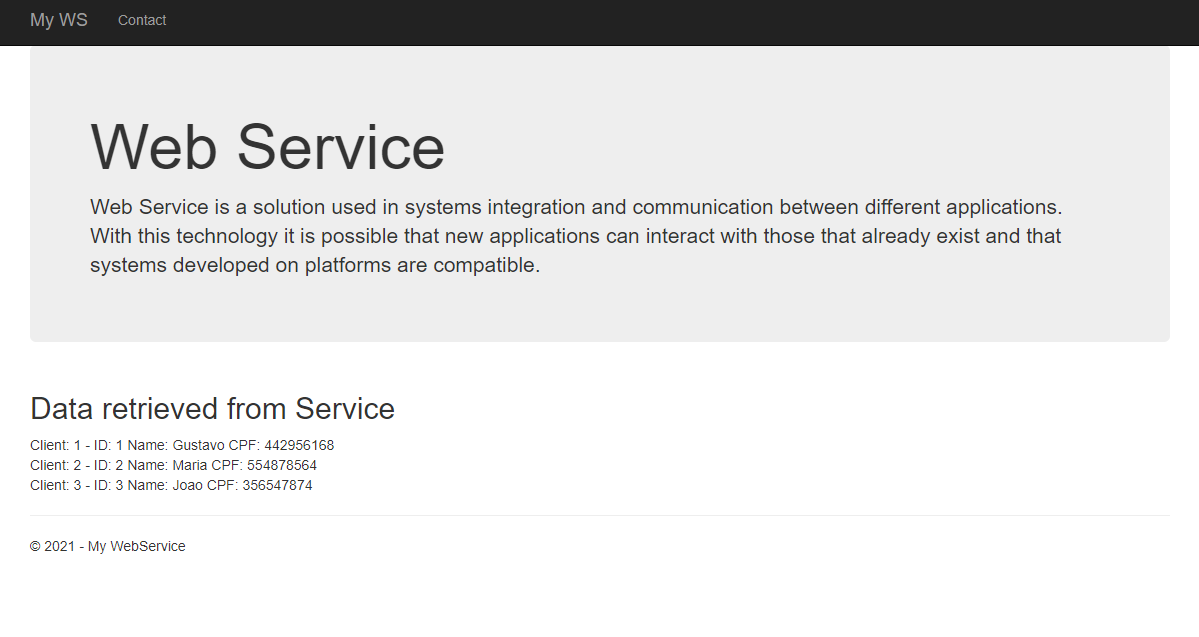 My WS Contact
Web Service
Web Service is a solution used in systems integration and communication between different applications.
With this technology it is possible that new applications can interact with those that already exist and that
systems developed on platforms are compatible.
Data retrieved from Service
Client: 1 - ID: 1 Name: Gustavo CPF: 442956168
Client: 2 - ID: 2 Name: Maria CPF: 554878564
Client: 3 - ID: 3 Name: Joao CPF: 356547874
© 2021 - My WebService